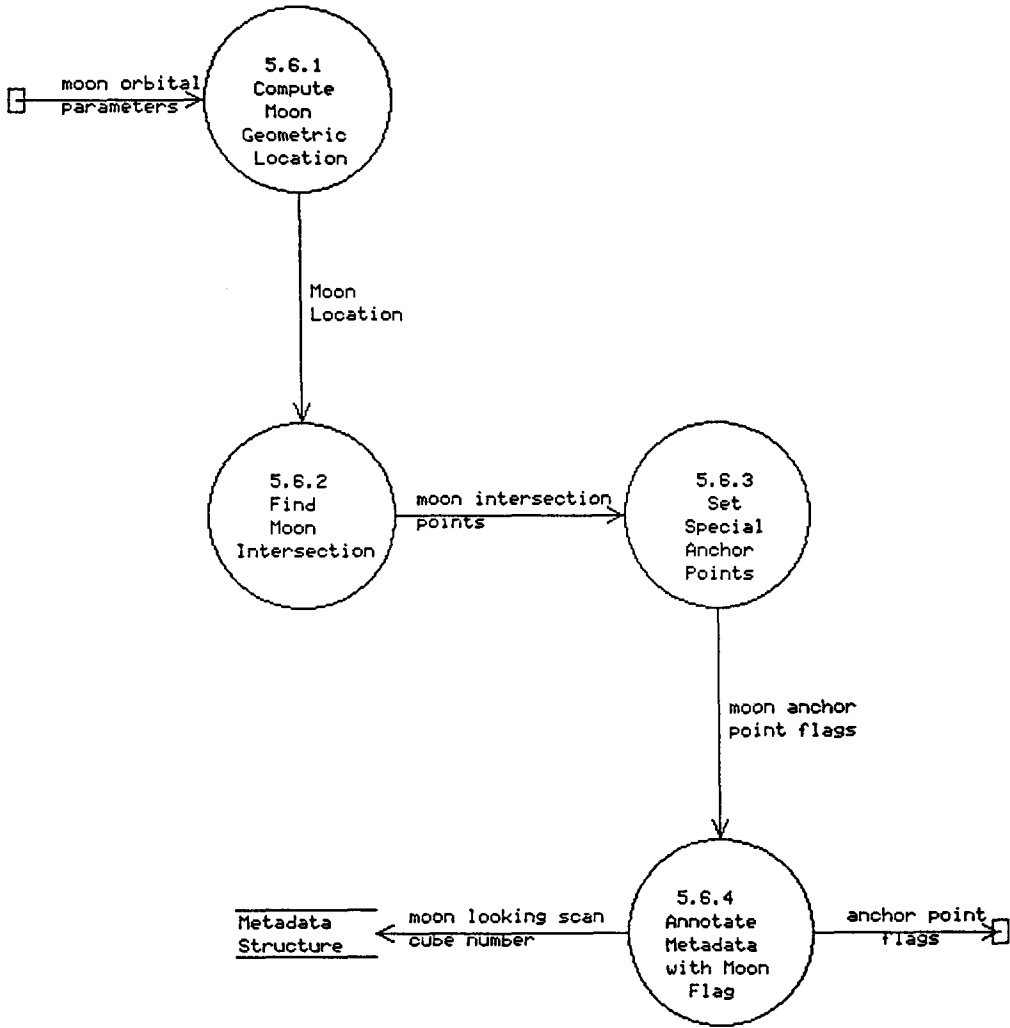 5.6.1
Compute
Moon
Geometric
Location
moon orbital
parameters
Moon
Location
5.6.2
Find
Moon
Intersection
moon intersection
points
5.6.3
Set
Special
Anchor
Points
moon anchor
point flags
5.6.4
Annotate
Metadata
with Moon
Flag
Metadata
Structure
moon looking scan
cube number
anchor point
flags